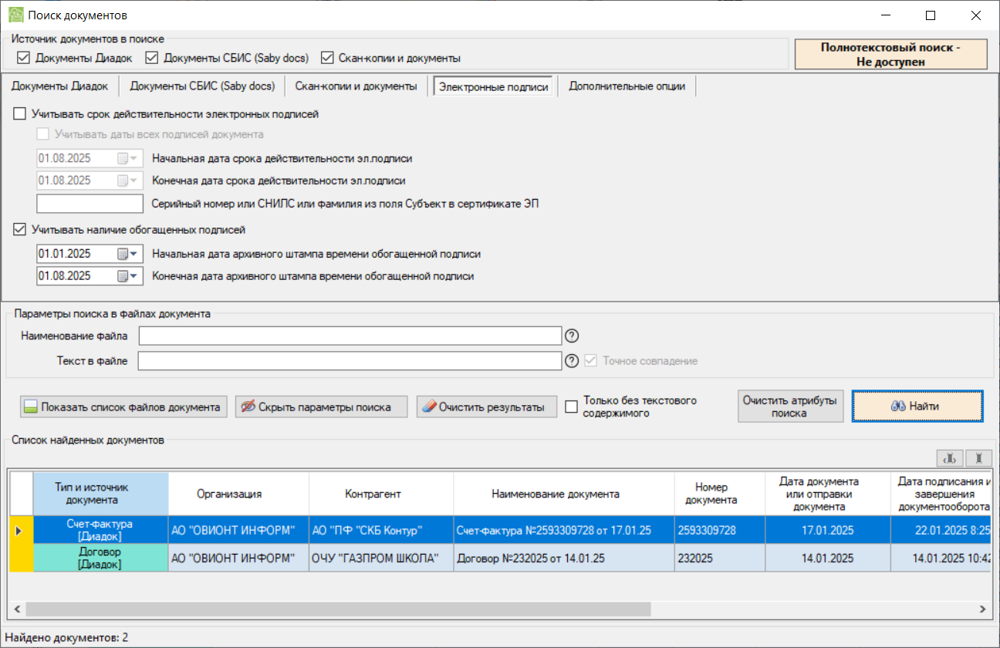 Поиск документов
Источник документов в поиске
Документы Диадок
Документы СБИС (Saby docs)
Скан-копии и документы
Полнотекстовый поиск -
Не доступен
Документы Диадок
Документы СБИС (Saby docs)
Скан-копии и документы
Электронные подписи
Дополнительные опции
Учитывать срок действительности электронных подписей
Учитывать даты всех подписей документа
01.08.2025
Начальная дата срока действительности эл.подписи
01.08.2025
Конечная дата срока действительности эл.подписи
Серийный номер или СНИЛС или фамилия из поля Субъект в сертификате ЭП
Учитывать наличие обогащенных подписей
01.01.2025
Начальная дата архивного штампа времени обогащенной подписи
01.08.2025
Конечная дата архивного штампа времени обогащенной подписи
Параметры поиска в файлах документа
Наименование файла
Текст в файле
Точное совпадение
Показать список файлов документа
Скрыть параметры поиска
Очистить результаты
Только без текстового
содержимого
Очистить атрибуты
поиска
Найти
Список найденных документов
Тип и источник
документа
Организация
Контрагент
Наименование документа
Номер
документа
Дата документа
или отправки
документа
Дата подписания и
завершения
документооборота
Счет-фактура
[Диадок]
АО "ОВИОНТ ИНФОРМ"
АО "ПФ "СКБ Контур"
Счет-фактура №2593309728 от 17.01.25
2593309728
17.01.2025
22.01.2025 8:25
Договор
[Диадок]
АО "ОВИОНТ ИНФОРМ"
ОЧУ "ГАЗПРОМ ШКОЛА"
Договор №232025 от 14.01.25
232025
14.01.2025
14.01.2025 10:42
Найдено документов: 2